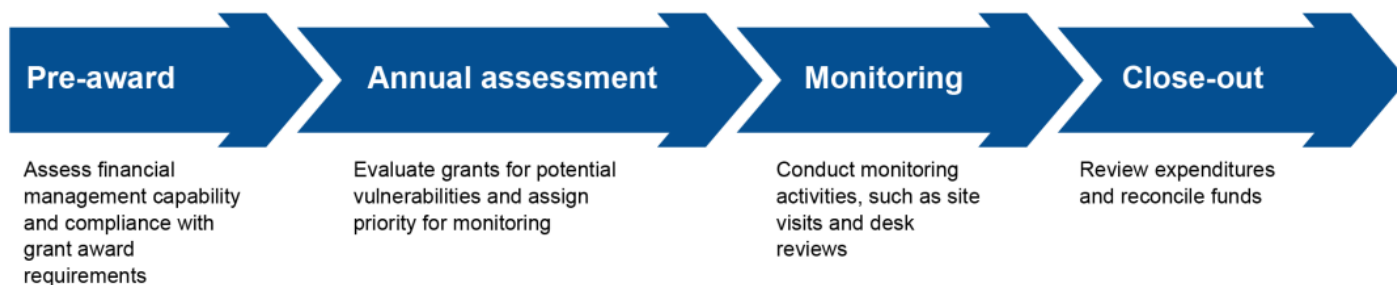 Pre-award
Assess financial
management capability
and compliance with
grant award
requirements
Annual assessment
Evaluate grants for potential
vulnerabilities and assign
priority for monitoring
Monitoring
Conduct monitoring
activities, such as site
visits and desk
reviews
Close-out
Review expenditures
and reconcile funds